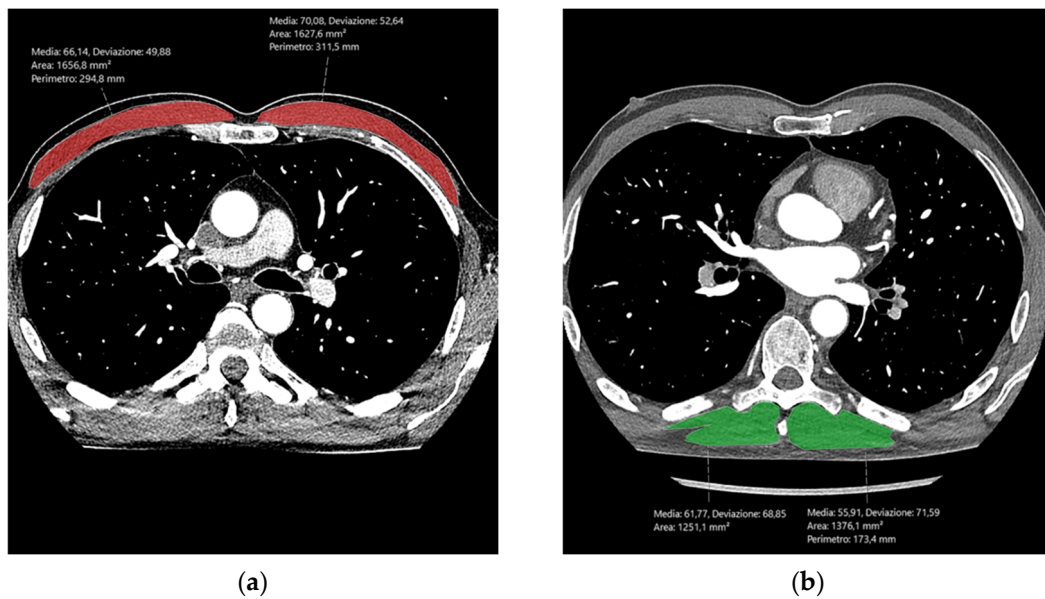 Media: 66,14, Deviazione: 49,88
Area: 1656,8 mm²
Perimetro: 294,8 mm
Media: 70,08, Deviazione: 52,64
Area: 1627,6 mm²
Perimetro: 311,5 mm
Media: 61,77, Deviazione: 68,85
Area: 1251,1 mm²
Media: 55,91, Deviazione: 71,59
Area: 1376,1 mm²
Perimetro: 173,4 mm
(a)
(b)